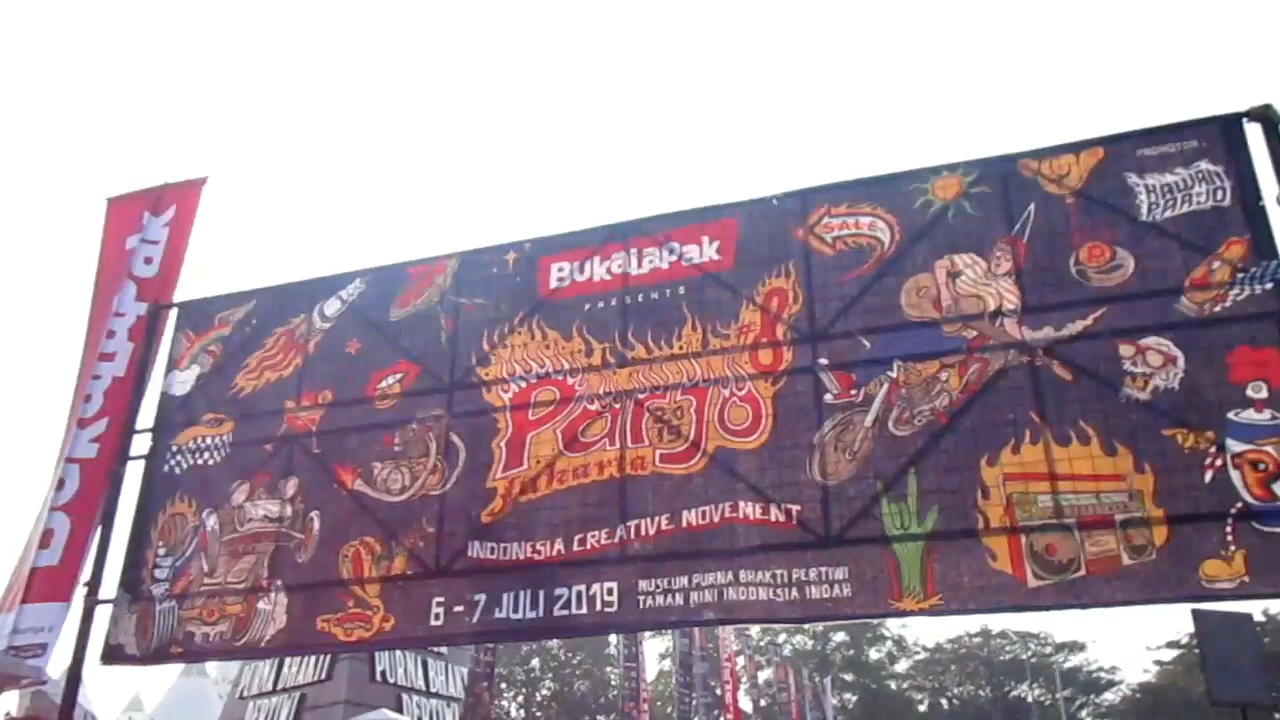 BUKALAPAK
PRESENTS
Parjo
#8
Jakarta
INDONESIA CREATIVE MOVEMENT
6 - 7 JULI 2019
MUSEUM PURNA BHAKTI PERTIWI
TAMAN MINI INDONESIA INDAH
SALE
PROMOTOR:
KAWAN
PARJO
BukaLapak
PURNA BHAKTI
PERTIWI
PURNA BHAKTI
PERTIWI